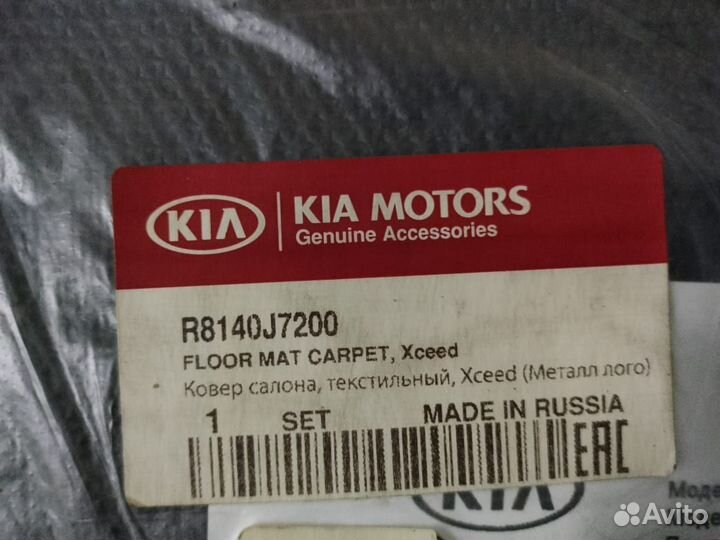 KIA
KIA MOTORS
Genuine Accessories
R8140J7200
FLOOR MAT CARPET, Xceed
Ковер салона, текстильный, Xceed (Металл лого)
1 SET MADE IN RUSSIA
EAC
KIA
Avito